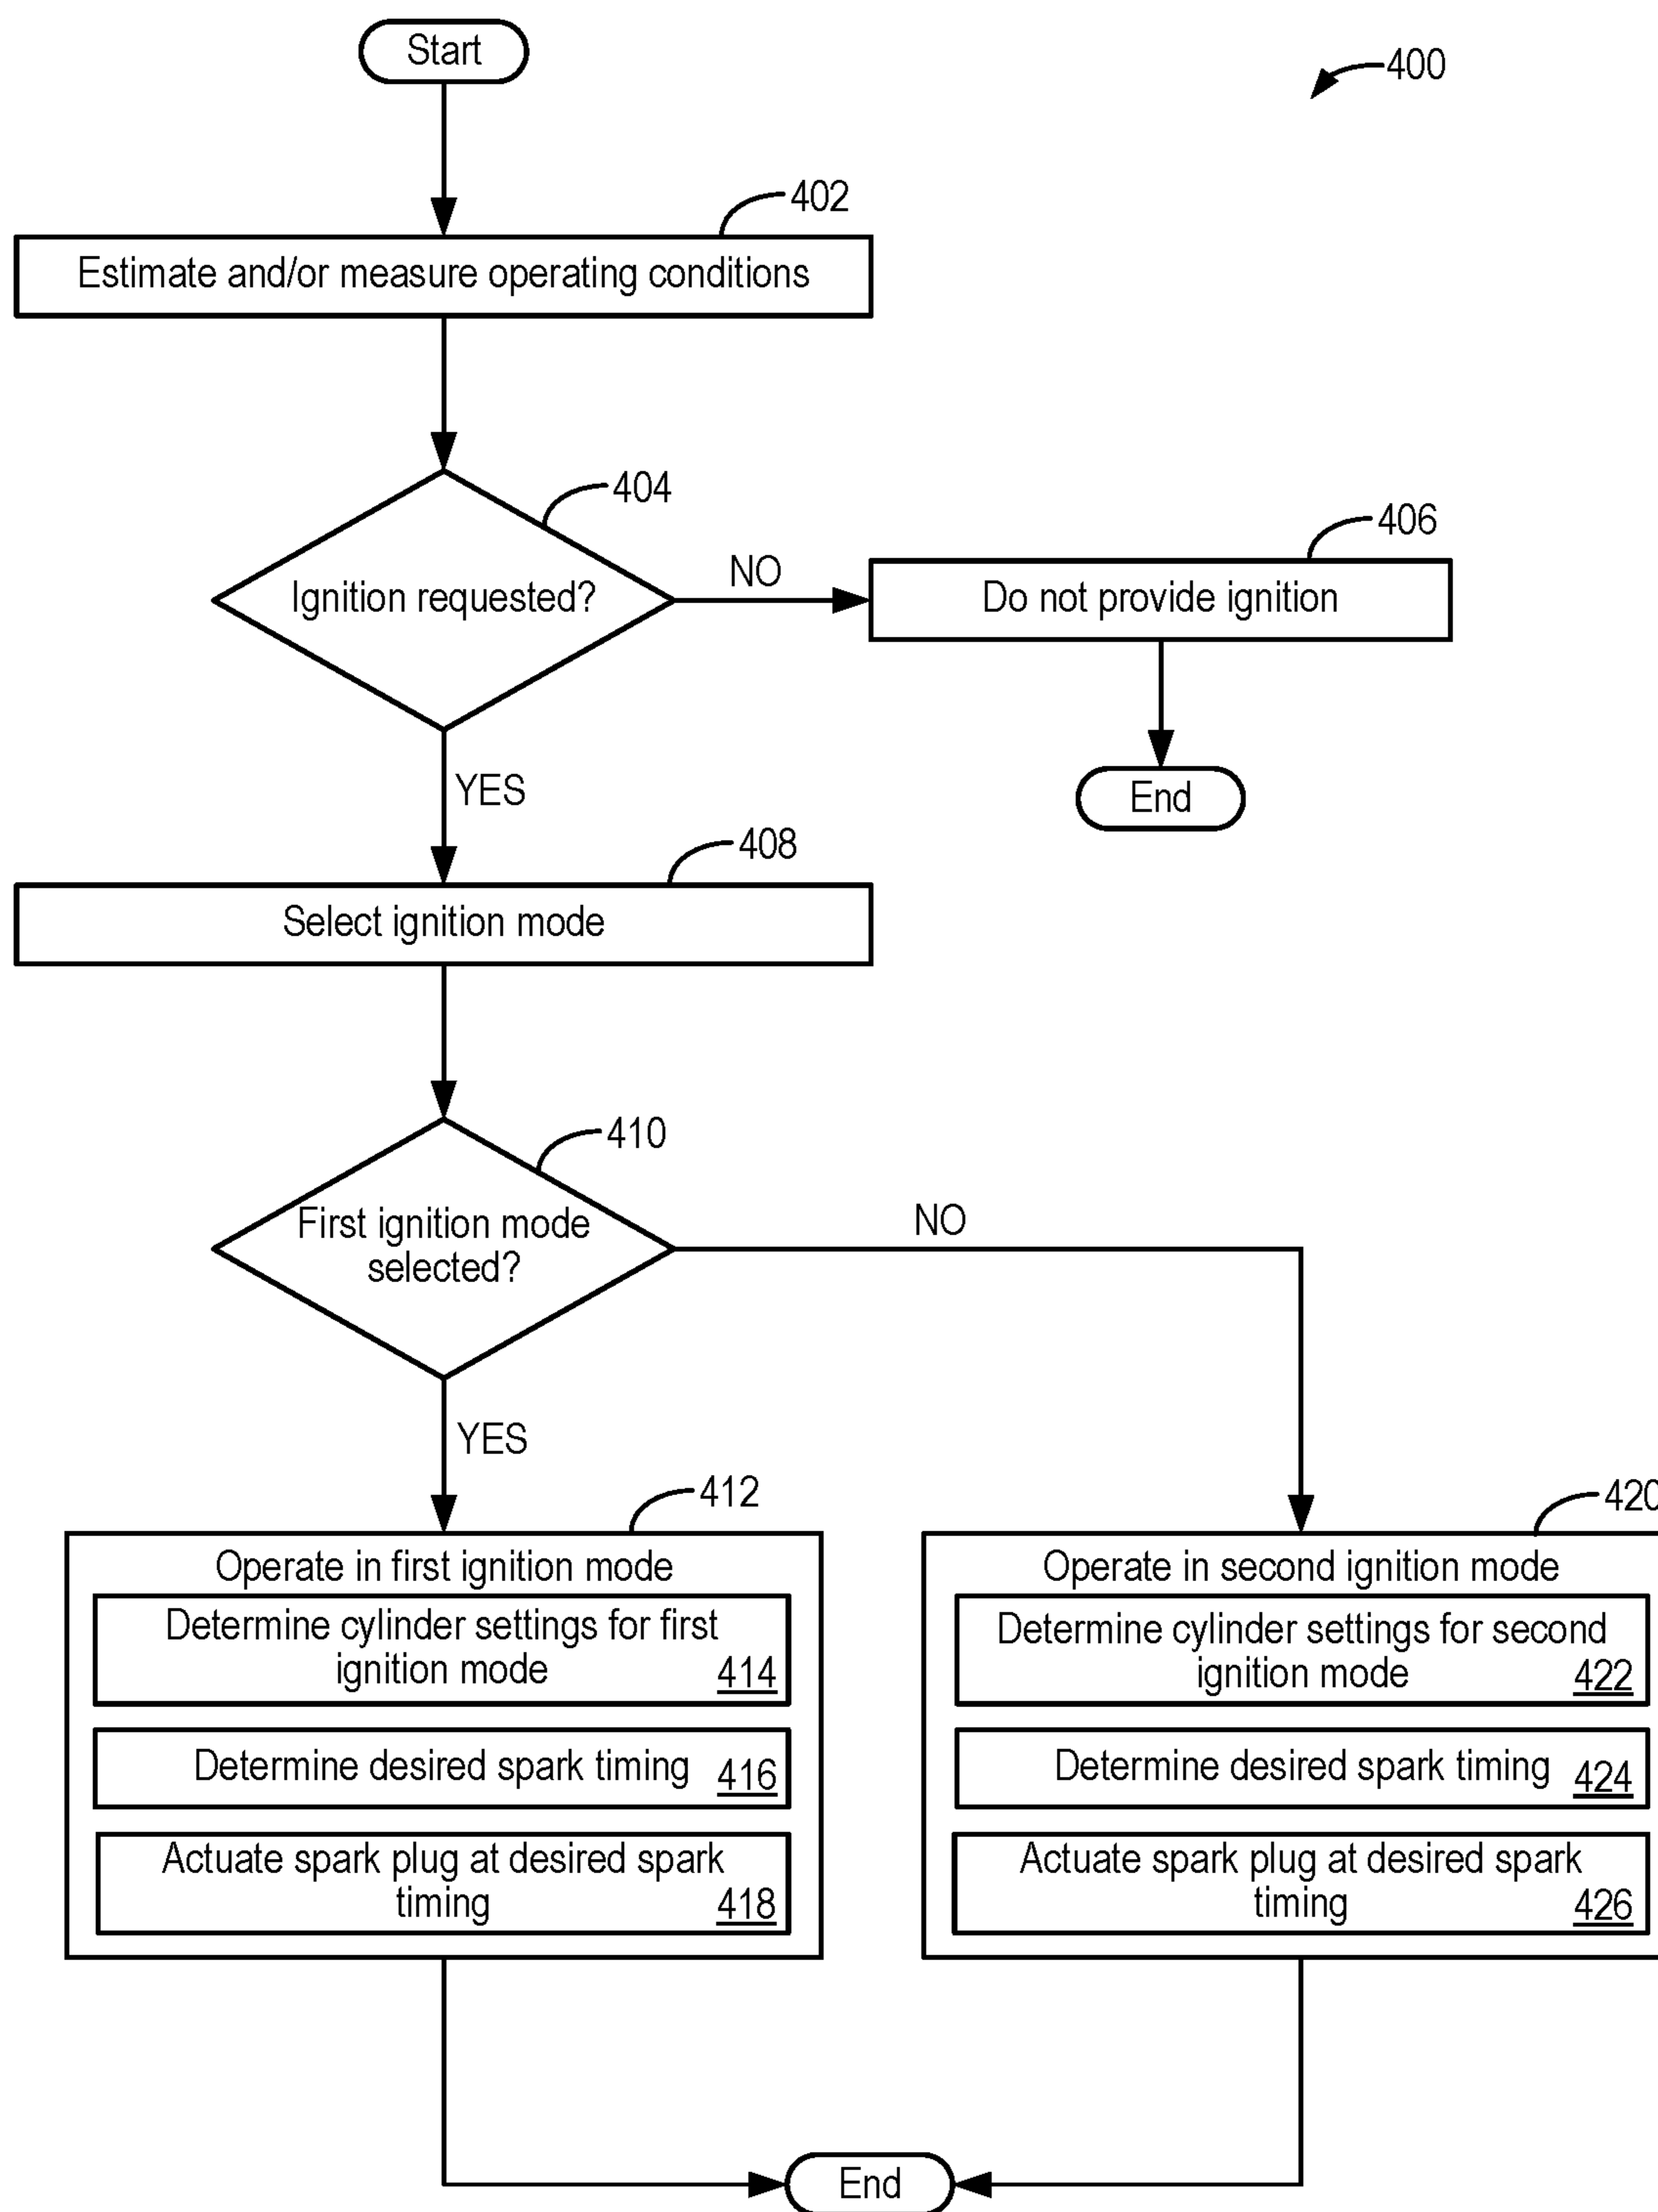 Start
400
402
Estimate and/or measure operating conditions
404
406
Ignition requested?
NO
Do not provide ignition
YES
End
408
Select ignition mode
410
First ignition mode
selected?
NO
YES
412
420
Operate in first ignition mode
Determine cylinder settings for first
ignition mode
414
Determine desired spark timing 416
Actuate spark plug at desired spark
timing
418
Operate in second ignition mode
Determine cylinder settings for second
ignition mode
422
Determine desired spark timing 424
Actuate spark plug at desired spark
timing
426
End